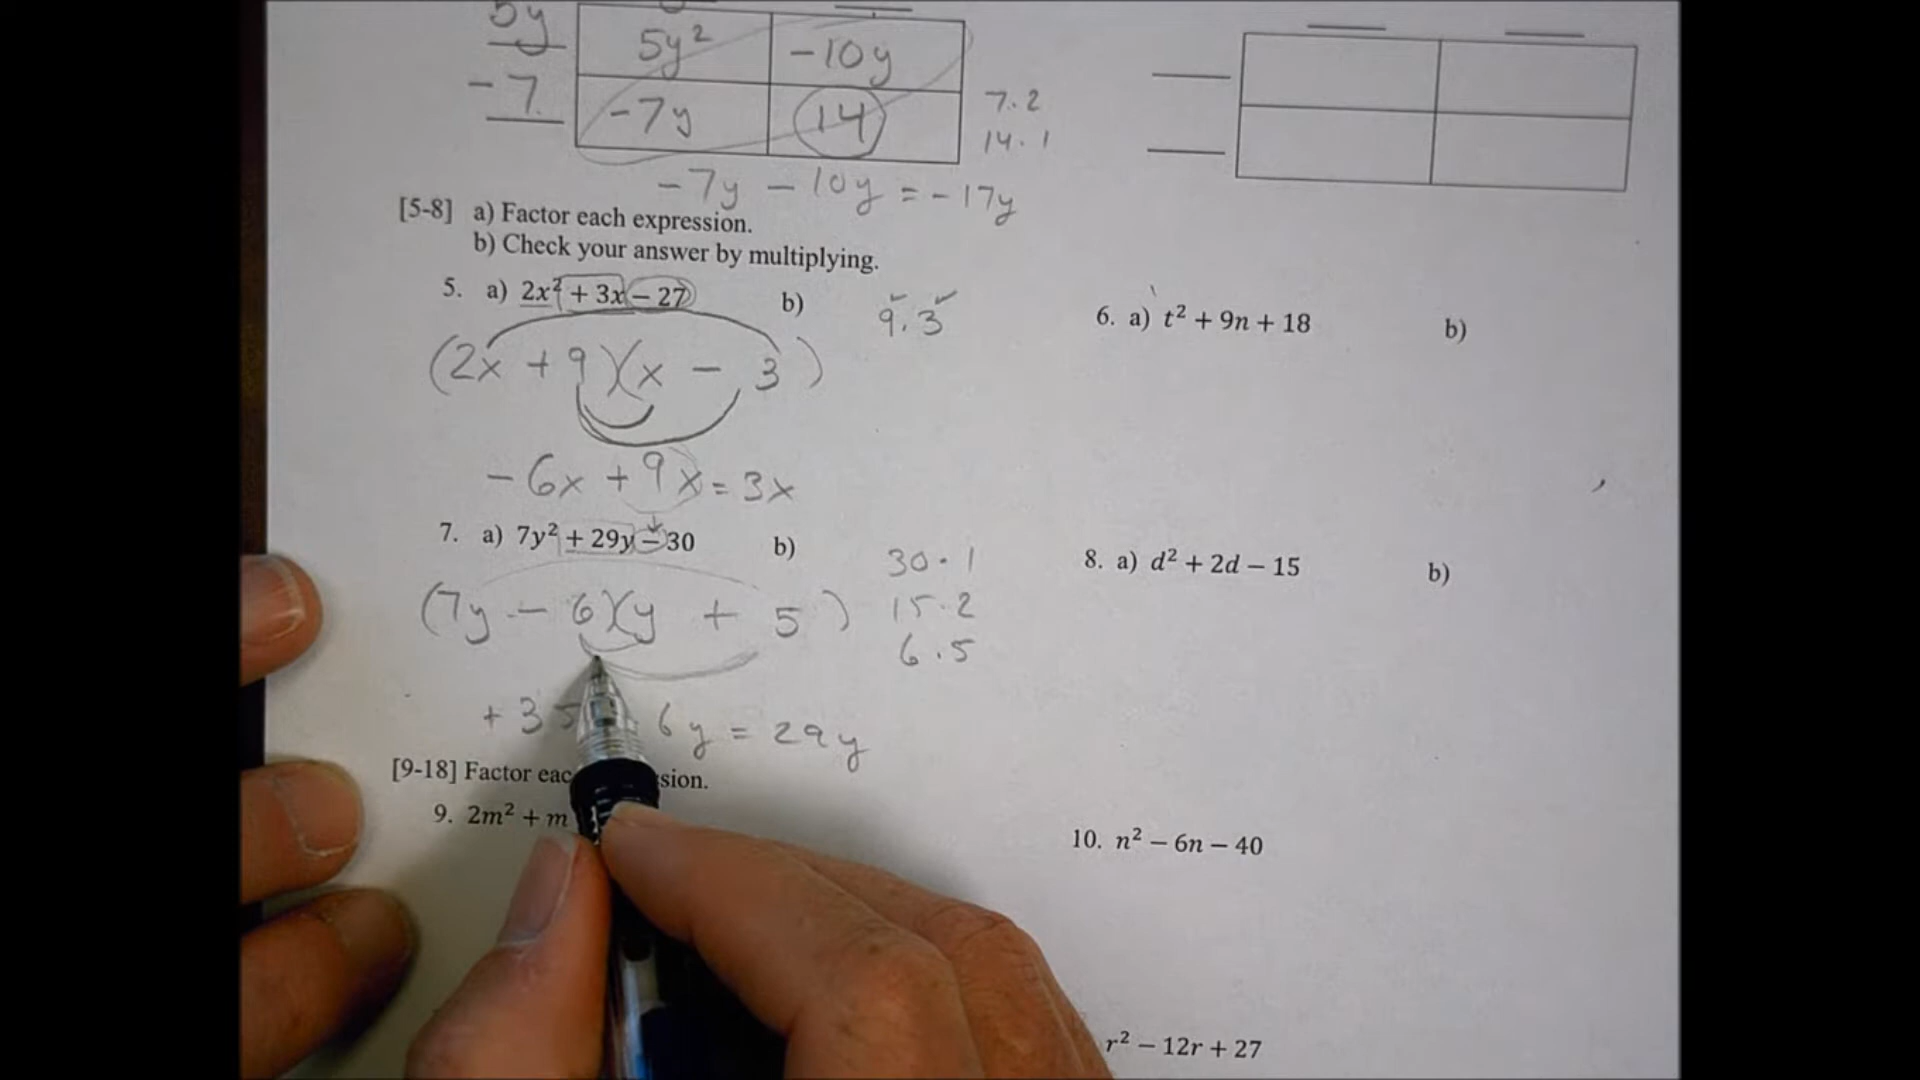 5y
5y² -10y
-7
-7y 14
7.2
14.1
-7y - 10y = -17y
[5-8] a) Factor each expression.
b) Check your answer by multiplying.
5. a) 2x² + 3x - 27 b)
9.3
(2x + 9)(x - 3)
-6x + 9x = 3x
6. a) t² + 9n + 18 b)
7. a) 7y² + 29y - 30 b)
30.1
15.2
6.5
(7y - 6)(y + 5)
+35 6y = 29y
8. a) d² + 2d - 15 b)
[9-18] Factor
9. 2m² + m
10. n² - 6n - 40
r² - 12r + 27